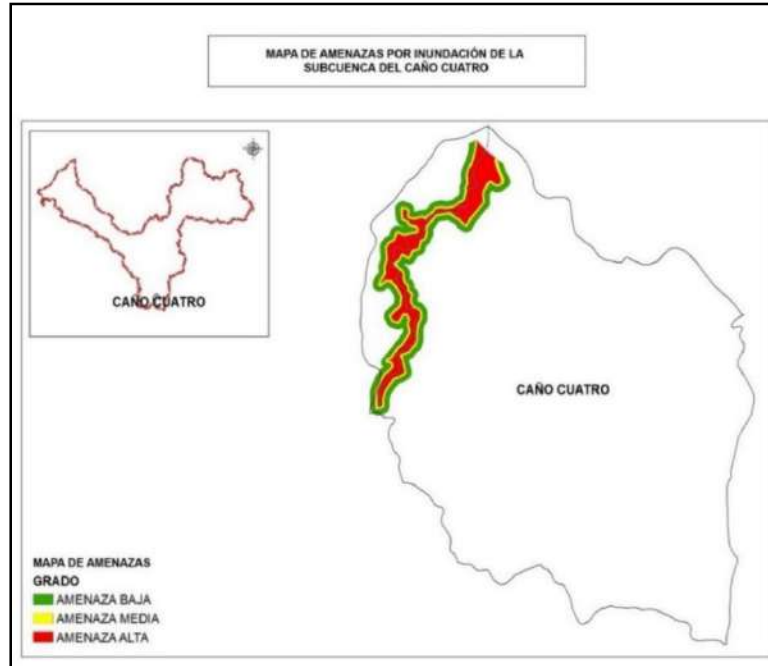 MAPA DE AMENAZAS POR INUNDACIÓN DE LA
SUBCUENCA DEL CAÑO CUATRO
CAÑO CUATRO
CAÑO CUATRO
MAPA DE AMENAZAS
GRADO
AMENAZA BAJA
AMENAZA MEDIA
AMENAZA ALTA